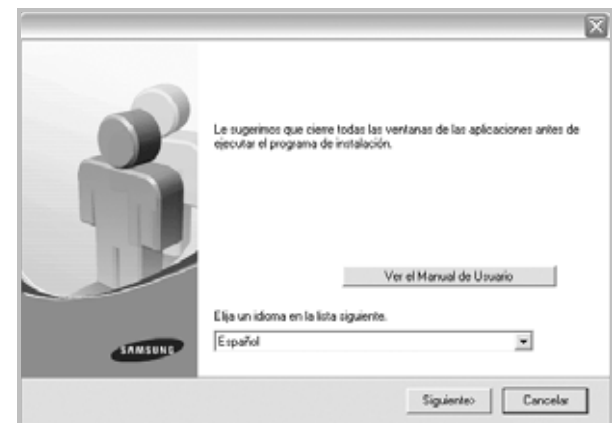 Le sugerimos que cierre todas las ventanas de las aplicaciones antes de
ejecutar el programa de instalación.
Ver el Manual de Usuario
Elija un idioma en la lista siguiente.
Español
SAMSUNG
Siguiente>
Cancelar